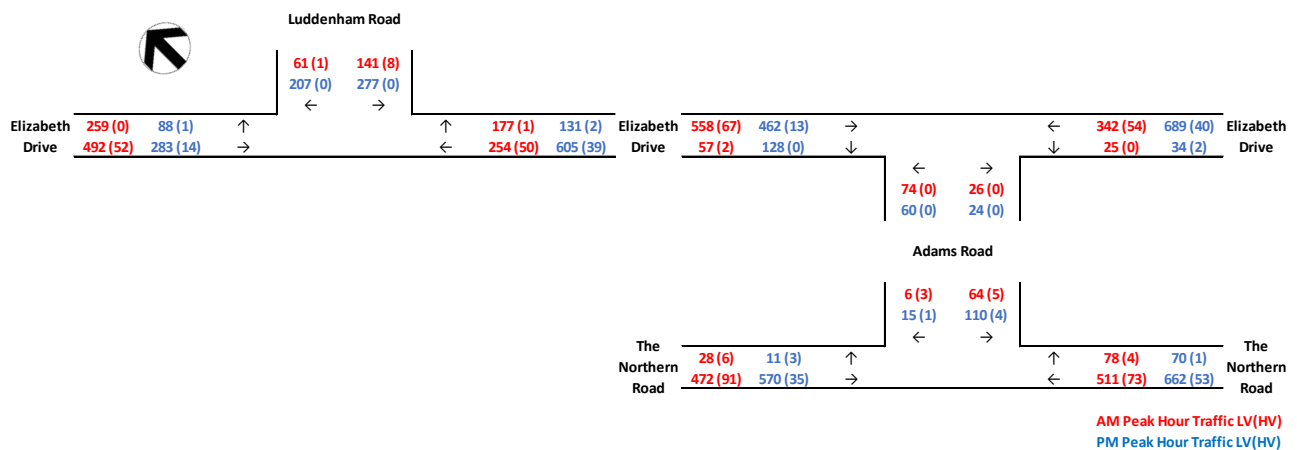 Luddenham Road
61 (1) 141 (8)
207 (0) 277 (0)
← →
Elizabeth 259 (0) 88 (1) ↑ ↑ 177 (1) 131 (2) Elizabeth 558 (67) 462 (13) → ← 342 (54) 689 (40) Elizabeth
Drive 492 (52) 283 (14) → ← 254 (50) 605 (39) Drive 57 (2) 128 (0) ↓ ↓ 25 (0) 34 (2) Drive
← →
74 (0) 26 (0)
60 (0) 24 (0)
Adams Road
6 (3) 64 (5)
15 (1) 110 (4)
← →
The The
28 (6) 11 (3) ↑ ↑ 78 (4) 70 (1)
Northern Northern
472 (91) 570 (35) → ← 511 (73) 662 (53)
Road Road
AM Peak Hour Traffic LV(HV)
PM Peak Hour Traffic LV(HV)